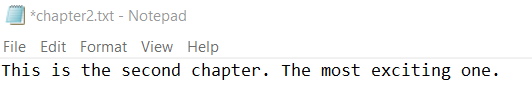 *chapter2.txt - Notepad
File Edit Format View Help
This is the second chapter. The most exciting one.